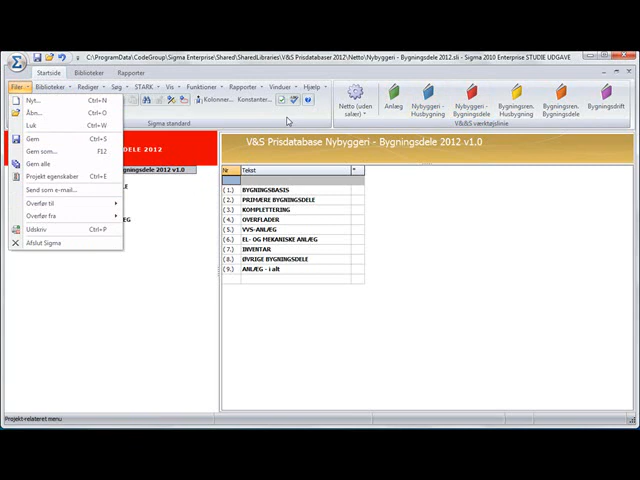 C:\ProgramData\CodeGroup\Sigma Enterprise\Shared\SharedLibraries\V&S Prisdatabaser 2012\Netto\Nybyggeri - Bygningsdele 2012.sli - Sigma 2010 Enterprise STUDIE UDGAVE
Startside Biblioteker Rapporter
Filer Biblioteker Rediger Søg STARK Vis Funktioner Rapporter Vinduer Hjælp
Kolonner... Konstanter...
Sigma standard
Netto (uden salær)
Anlæg
Nybyggeri - Husbygning
Nybyggeri - Bygningsdele
Bygningsren. Husbygning
Bygningsren. Bygningsdele
Bygningsdrift
V&S værktøjslinie
Nyt... Ctrl+N
Åbn... Ctrl+O
Luk Ctrl+W
Gem Ctrl+S
Gem som... F12
Gem alle
Projekt egenskaber Ctrl+E
Send som e-mail...
Overfør til
Overfør fra
Udskriv Ctrl+P
Afslut Sigma
DELE 2012
gningsdele 2012 v1.0
V&S Prisdatabase Nybyggeri - Bygningsdele 2012 v1.0
Nr Tekst *
(1.) BYGNINGSBASIS
(2.) PRIMÆRE BYGNINGSDELE
(3.) KOMPLETTERING
(4.) OVERFLADER
(5.) VVS-ANLÆG
(6.) EL- OG MEKANISKE ANLÆG
(7.) INVENTAR
(8.) ØVRIGE BYGNINGSDELE
(9.) ANLÆG - i alt
Projekt-relateret menu